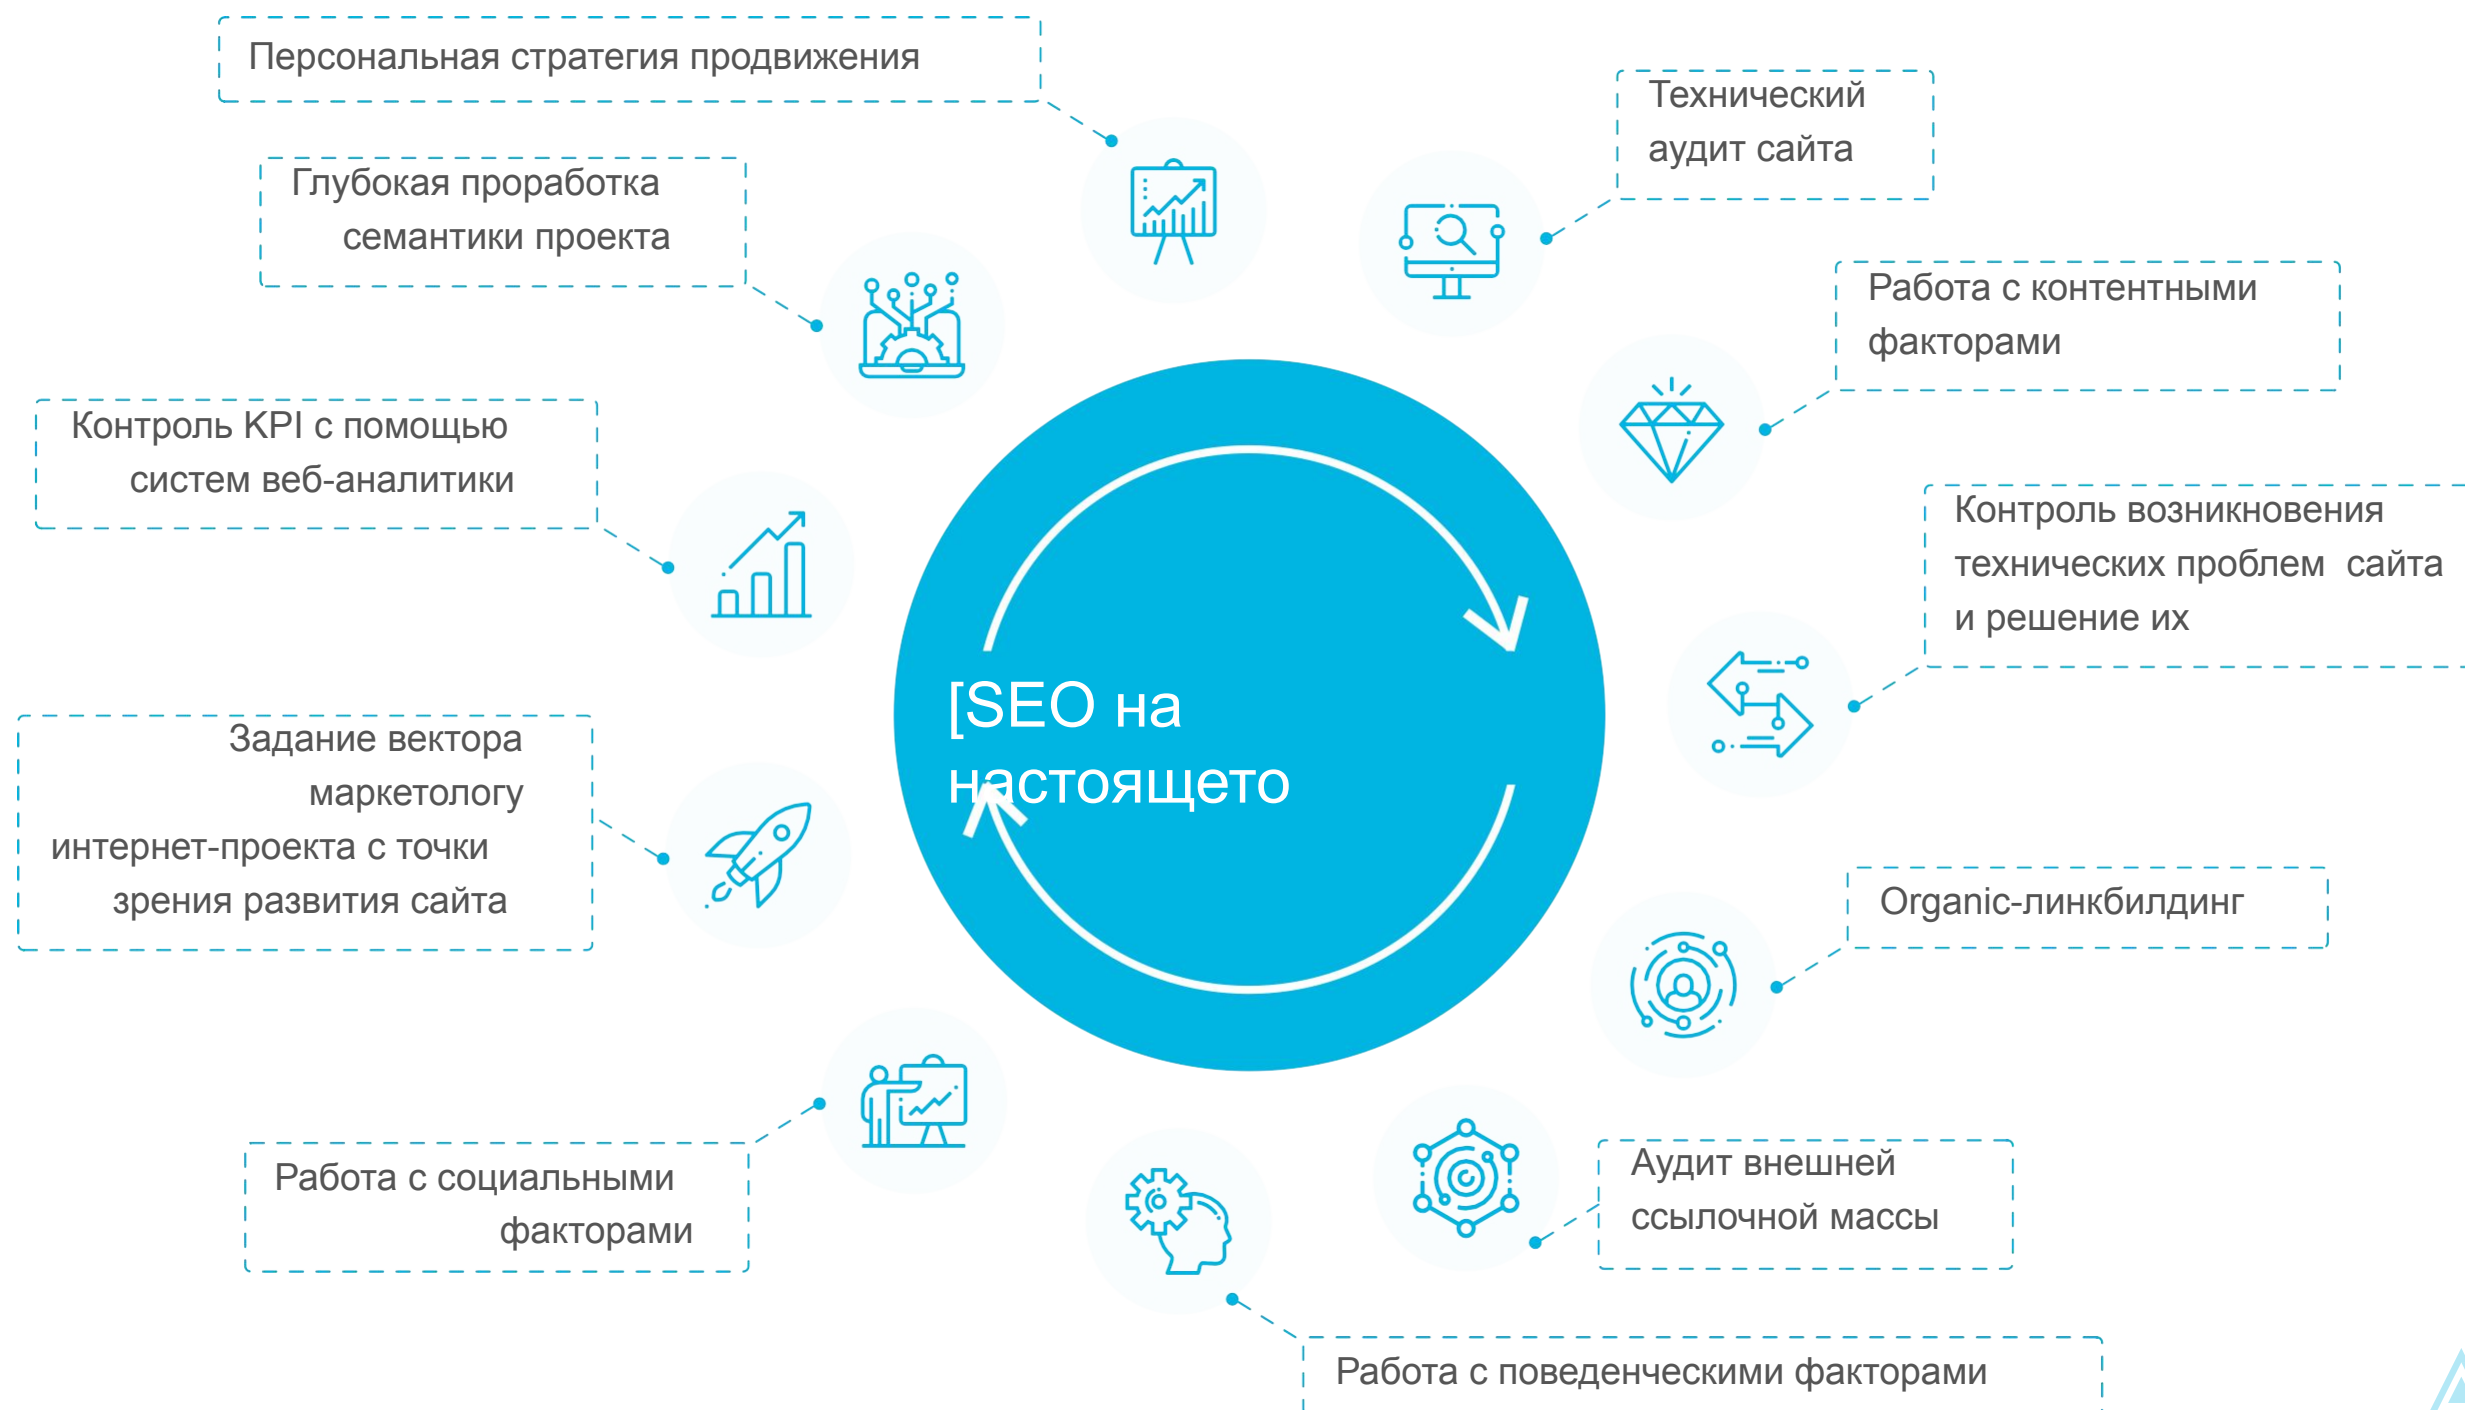 Персональная стратегия продвижения
Технический
аудит сайта
Глубокая проработка
семантики проекта
Работа с контентными
факторами
Контроль KPI с помощью
систем веб-аналитики
Контроль возникновения
технических проблем сайта
и решение их
[SEO на
настоящето
Задание вектора
маркетологу
интернет-проекта с точки
зрения развития сайта
Organic-линкбилдинг
Работа с социальными
факторами
Аудит внешней
ссылочной массы
Работа с поведенческими факторами